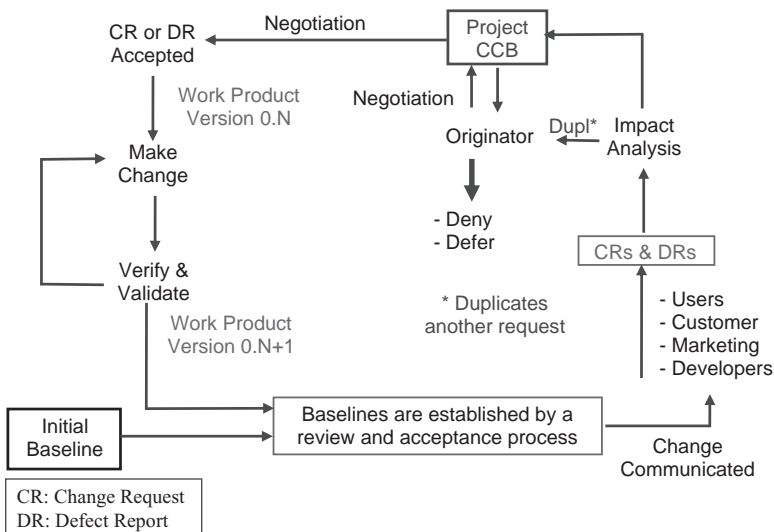 CR or DR
Accepted
Negotiation
Project
CCB
Work Product
Version 0.N
Negotiation
Originator
Dupl*
Impact
Analysis
Make
Change
- Deny
- Defer
CRs & DRs
Verify &
Validate
* Duplicates
another request
- Users
- Customer
- Marketing
- Developers
Work Product
Version 0.N+1
Initial
Baseline
Baselines are established by a
review and acceptance process
Change
Communicated
CR: Change Request
DR: Defect Report